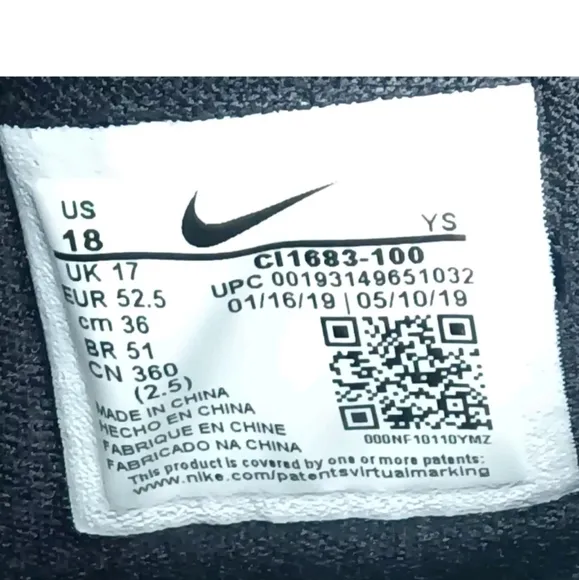 US
18
YS
CI1683-100
UK 17
UPC 00193149651032
EUR 52.5
01/16/19 | 05/10/19
cm 36
BR 51
CN 360
(2.5)
MADE IN CHINA
HECHO EN CHINA
FABRIQUE EN CHINE
FABRICADO NA CHINA
000NF10110YMZ
This product is covered by one or more patents:
www.nike.com/patentsvirtualmarking